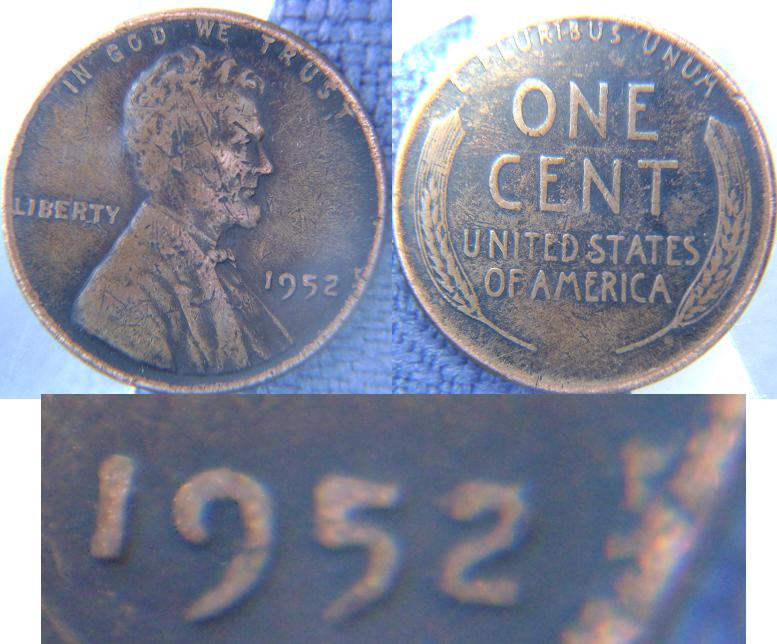 IN GOD WE TRUST
LIBERTY
1952
E PLURIBUS UNUM
ONE
CENT
UNITED STATES
OF AMERICA
1952